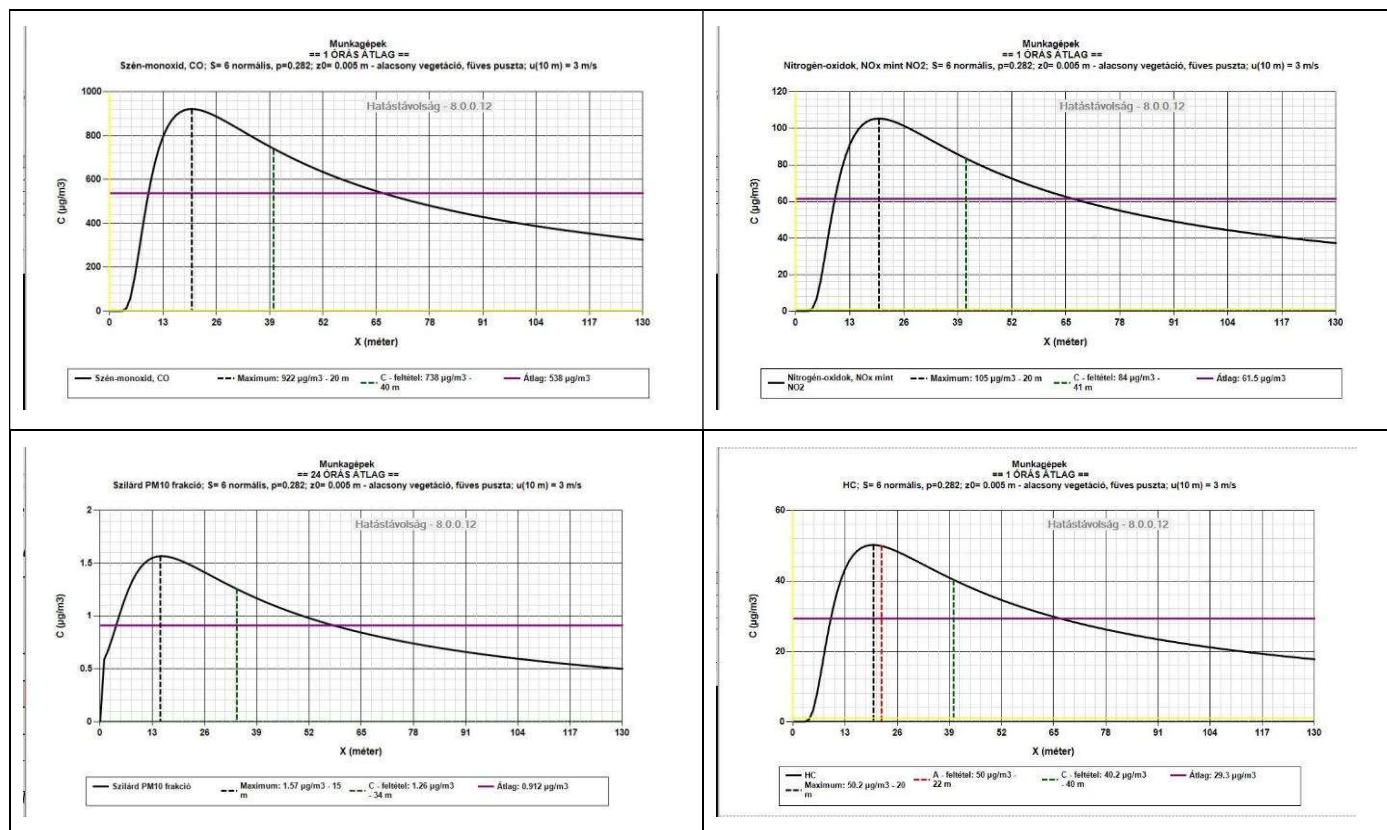 Munkagépek
== 1 ÓRÁS ÁTLAG ==
Szén-monoxid, CO; S= 6 normális, p=0.282; z0= 0.005 m - alacsony vegetáció, füves puszta; u(10 m) = 3 m/s
Hatástávolság - 8.0.0.12
C (µg/m3)
1000
800
600
400
200
0
0 13 26 39 52 65 78 91 104 117 130
X (méter)
Szén-monoxid, CO Maximum: 922 µg/m3 - 20 m C - feltétel: 738 µg/m3 - Átlag: 538 µg/m3
40 m
Munkagépek
== 1 ÓRÁS ÁTLAG ==
Nitrogén-oxidok, NOx mint NO2; S= 6 normális, p=0.282; z0= 0.005 m - alacsony vegetáció, füves puszta; u(10 m) = 3 m/s
Hatástávolság - 8.0.0.12
C (µg/m3)
120
100
80
60
40
20
0
0 13 26 39 52 65 78 91 104 117 130
X (méter)
Nitrogén-oxidok, NOx mint Maximum: 105 µg/m3 - 20 m C - feltétel: 84 µg/m3 - Átlag: 61.5 µg/m3
NO2 41 m
Munkagépek
== 24 ÓRÁS ÁTLAG ==
Szilárd PM10 frakció; S= 6 normális, p=0.282; z0= 0.005 m - alacsony vegetáció, füves puszta; u(10 m) = 3 m/s
Hatástávolság - 8.0.0.12
C (µg/m3)
2
1.5
1
0.5
0
0 13 26 39 52 65 78 91 104 117 130
X (méter)
Szilárd PM10 frakció Maximum: 1.57 µg/m3 - 15 C - feltétel: 1.26 µg/m3 Átlag: 0.912 µg/m3
m - 34 m
Munkagépek
== 1 ÓRÁS ÁTLAG ==
HC; S= 6 normális, p=0.282; z0= 0.005 m - alacsony vegetáció, füves puszta; u(10 m) = 3 m/s
Hatástávolság - 8.0.0.12
C (µg/m3)
60
40
20
0
0 13 26 39 52 65 78 91 104 117 130
X (méter)
HC A - feltétel: 50 µg/m3 - C - feltétel: 40.2 µg/m3 Átlag: 29.3 µg/m3
Maximum: 50.2 µg/m3 - 20 22 m - 40 m
m